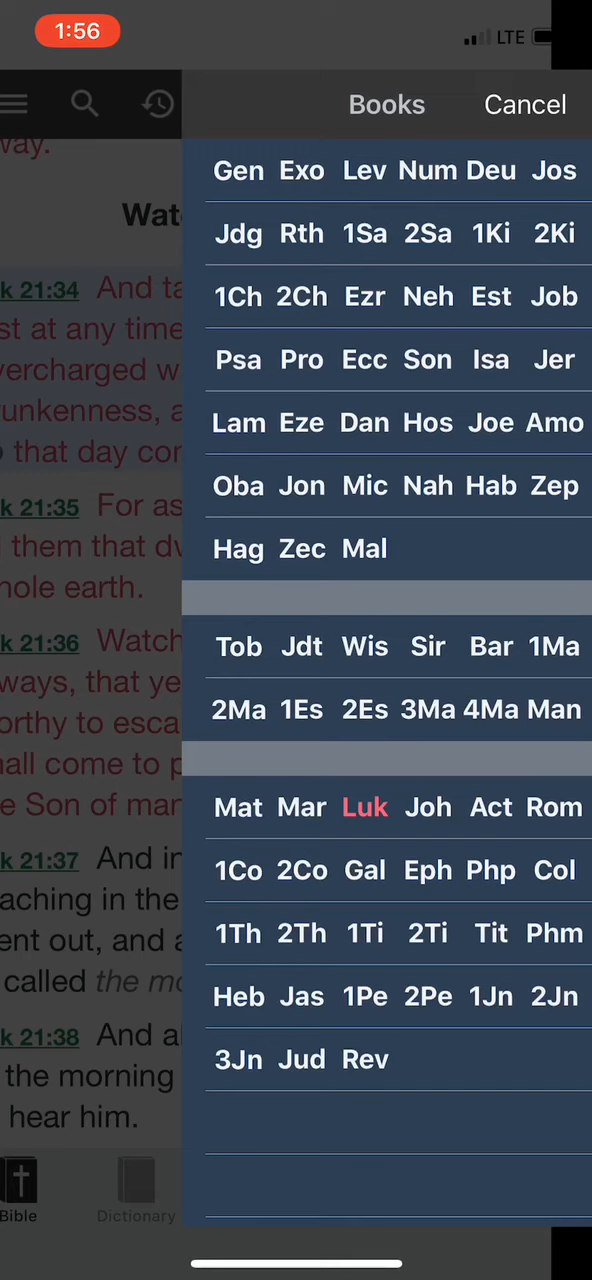 1:56
LTE
Books Cancel
way.
Gen Exo Lev Num Deu Jos
Jdg Rth 1Sa 2Sa 1Ki 2Ki
1Ch 2Ch Ezr Neh Est Job
Psa Pro Ecc Son Isa Jer
Lam Eze Dan Hos Joe Amo
Oba Jon Mic Nah Hab Zep
Hag Zec Mal
Tob Jdt Wis Sir Bar 1Ma
2Ma 1Es 2Es 3Ma 4Ma Man
Mat Mar Luk Joh Act Rom
1Co 2Co Gal Eph Php Col
1Th 2Th 1Ti 2Ti Tit Phm
Heb Jas 1Pe 2Pe 1Jn 2Jn
3Jn Jud Rev
k 21:34 And ta
st at any time
vercharged w
unkenness, a
that day co
k 21:35 For as
them that dw
hole earth.
k 21:36 Watch
ways, that ye
orthy to esca
hall come to p
e Son of man
k 21:37 And in
aching in the
ent out, and a
called the mo
k 21:38 And a
the morning
hear him.
Bible Dictionary